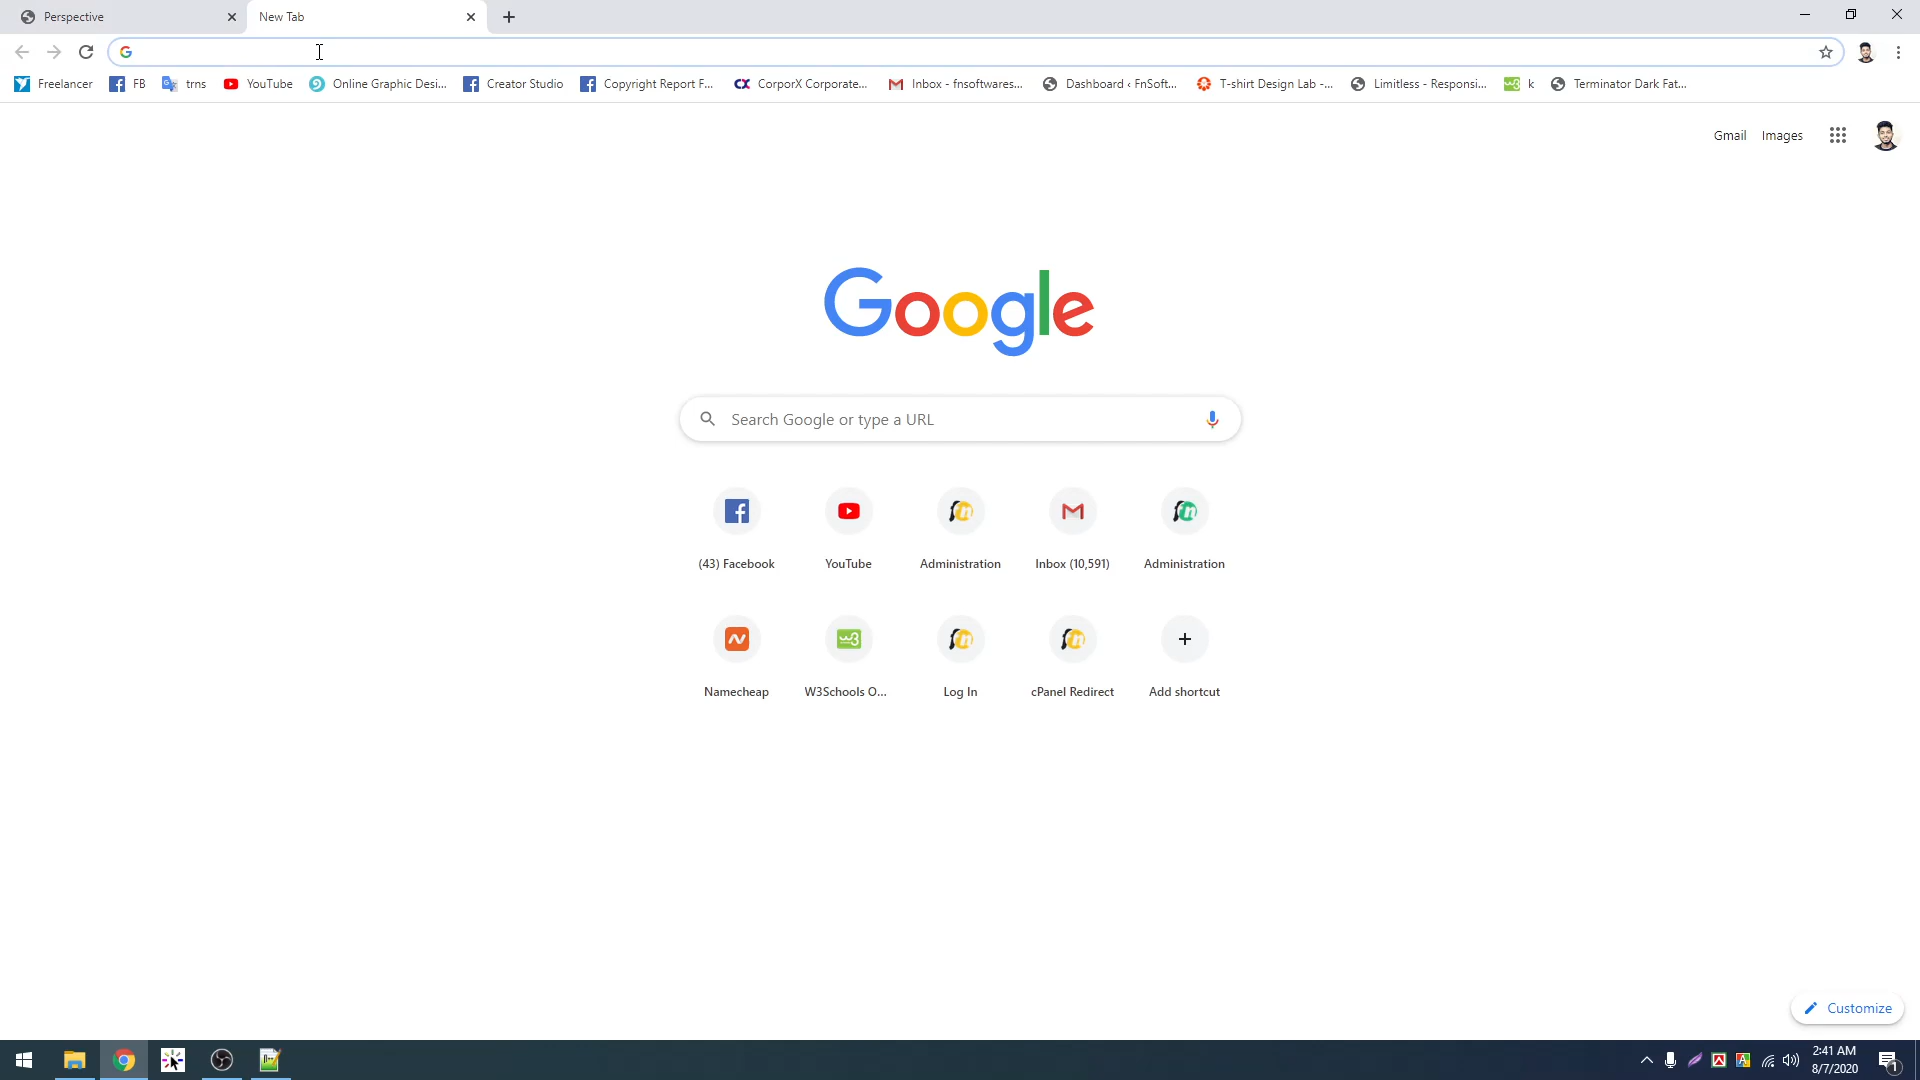 Perspective
New Tab
Freelancer
FB
trns
YouTube
Online Graphic Desi...
Creator Studio
Copyright Report F...
CorporX Corporate...
Inbox - fnsoftwares...
Dashboard ‹ FnSoft...
T-shirt Design Lab -...
Limitless - Responsi...
k
Terminator Dark Fat...
Gmail
Images
Google
Search Google or type a URL
(43) Facebook
YouTube
Administration
Inbox (10,591)
Administration
Namecheap
W3Schools O...
Log In
cPanel Redirect
Add shortcut
Customize
2:41 AM
8/7/2020
1